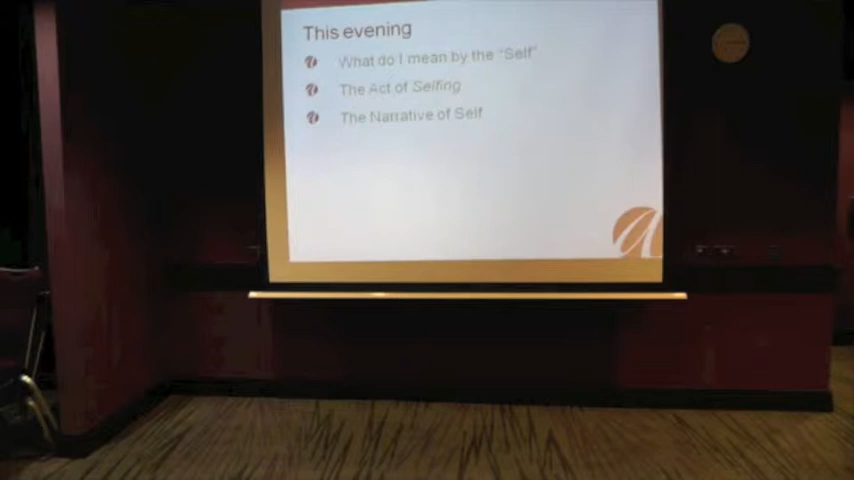 This evening
What do I mean by the "Self"
The Act of Selfing
The Narrative of Self